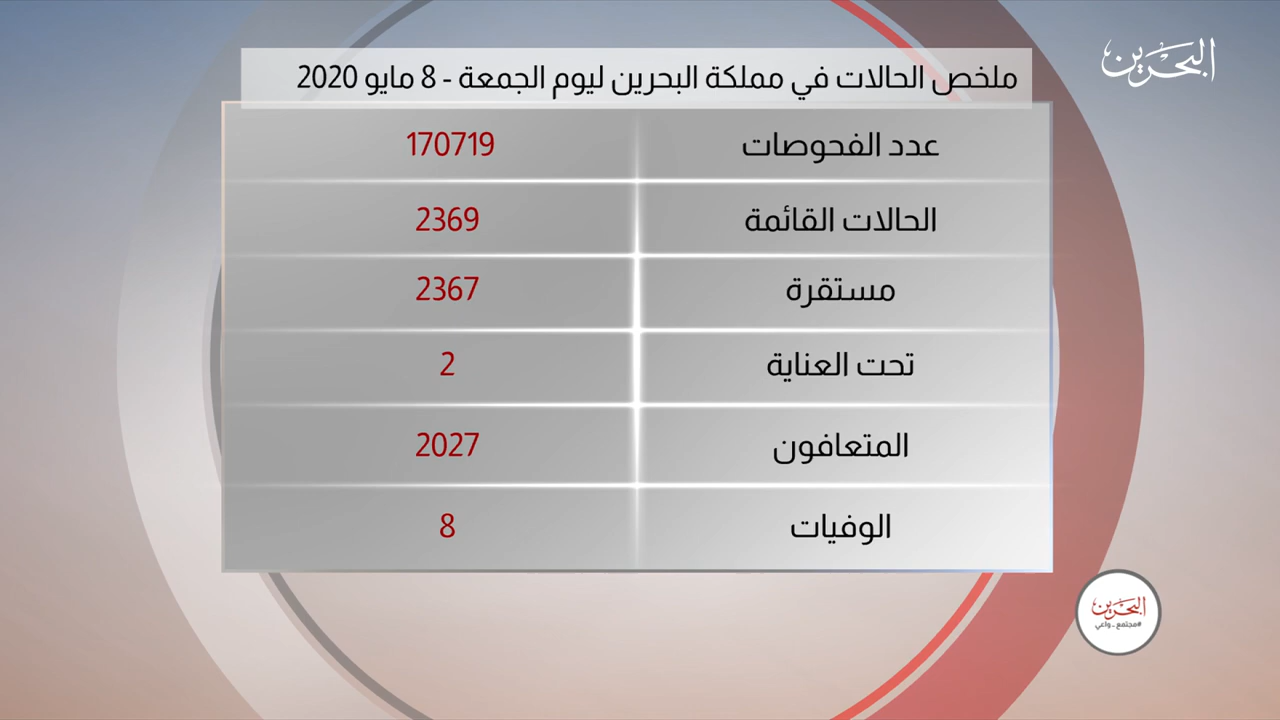 البحرين
ملخص الحالات في مملكة البحرين ليوم الجمعة - 8 مايو 2020
عدد الفحوصات 170719
الحالات القائمة 2369
مستقرة 2367
تحت العناية 2
المتعافون 2027
الوفيات 8
البحرين
#مجتمع_واعي